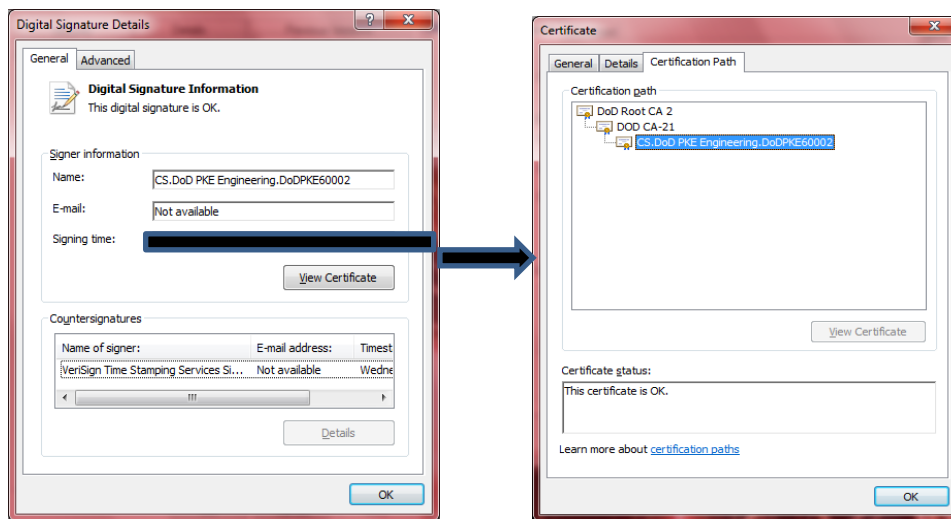 Digital Signature Details
?
X
General
Advanced
Digital Signature Information
This digital signature is OK.
Signer information
Name:
CS.DoD PKE Engineering.DoDPKE60002
E-mail:
Not available
Signing time:
View Certificate
Countersignatures
Name of signer: E-mail address: Timest
VeriSign Time Stamping Services Si... Not available Wedne
Details
OK
Certificate
X
General
Details
Certification Path
Certification path
DoD Root CA 2
DOD CA-21
CS.DoD PKE Engineering.DoDPKE60002
View Certificate
Certificate status:
This certificate is OK.
Learn more about certification paths
OK